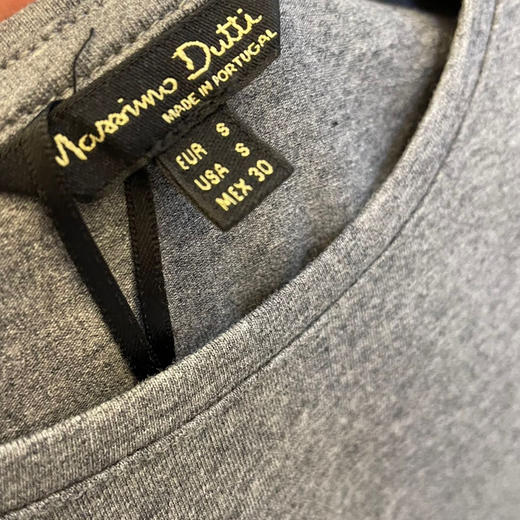 Massimo Dutti
MADE IN PORTUGAL
EUR S
USA S
MEX 30